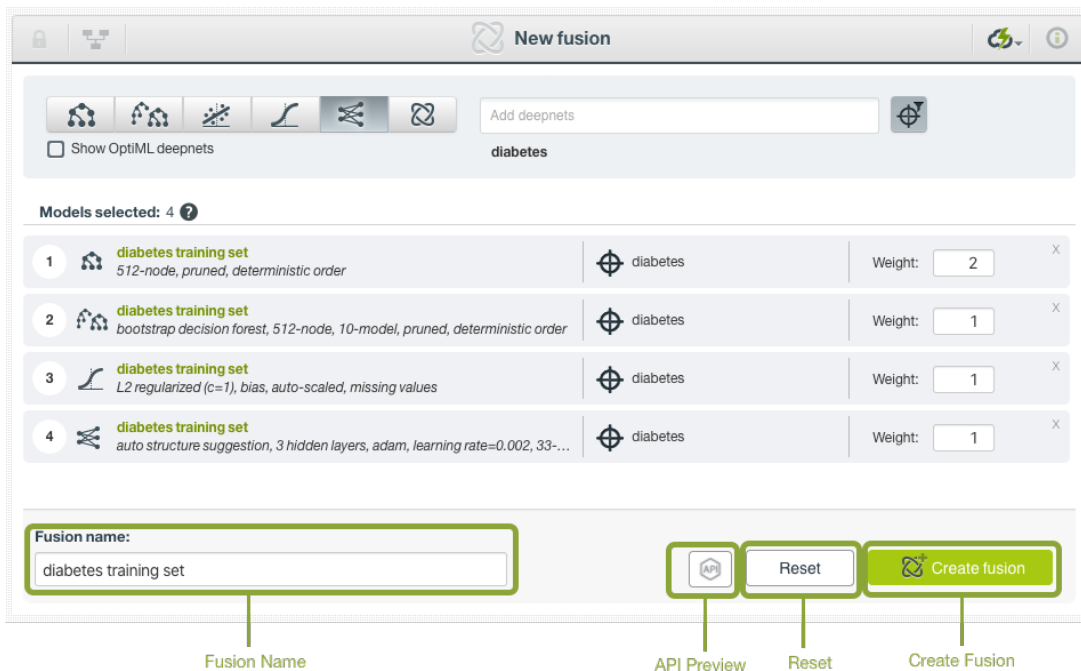 New fusion
Add deepnets
Show OptiML deepnets
diabetes
Models selected: 4 ?
1 diabetes training set diabetes Weight: 2 X
512-node, pruned, deterministic order
2 diabetes training set diabetes Weight: 1 X
bootstrap decision forest, 512-node, 10-model, pruned, deterministic order
3 diabetes training set diabetes Weight: 1 X
L2 regularized (c=1), bias, auto-scaled, missing values
4 diabetes training set diabetes Weight: 1 X
auto structure suggestion, 3 hidden layers, adam, learning rate=0.002, 33-...
Fusion name:
diabetes training set API Reset Create fusion
Fusion Name API Preview Reset Create Fusion